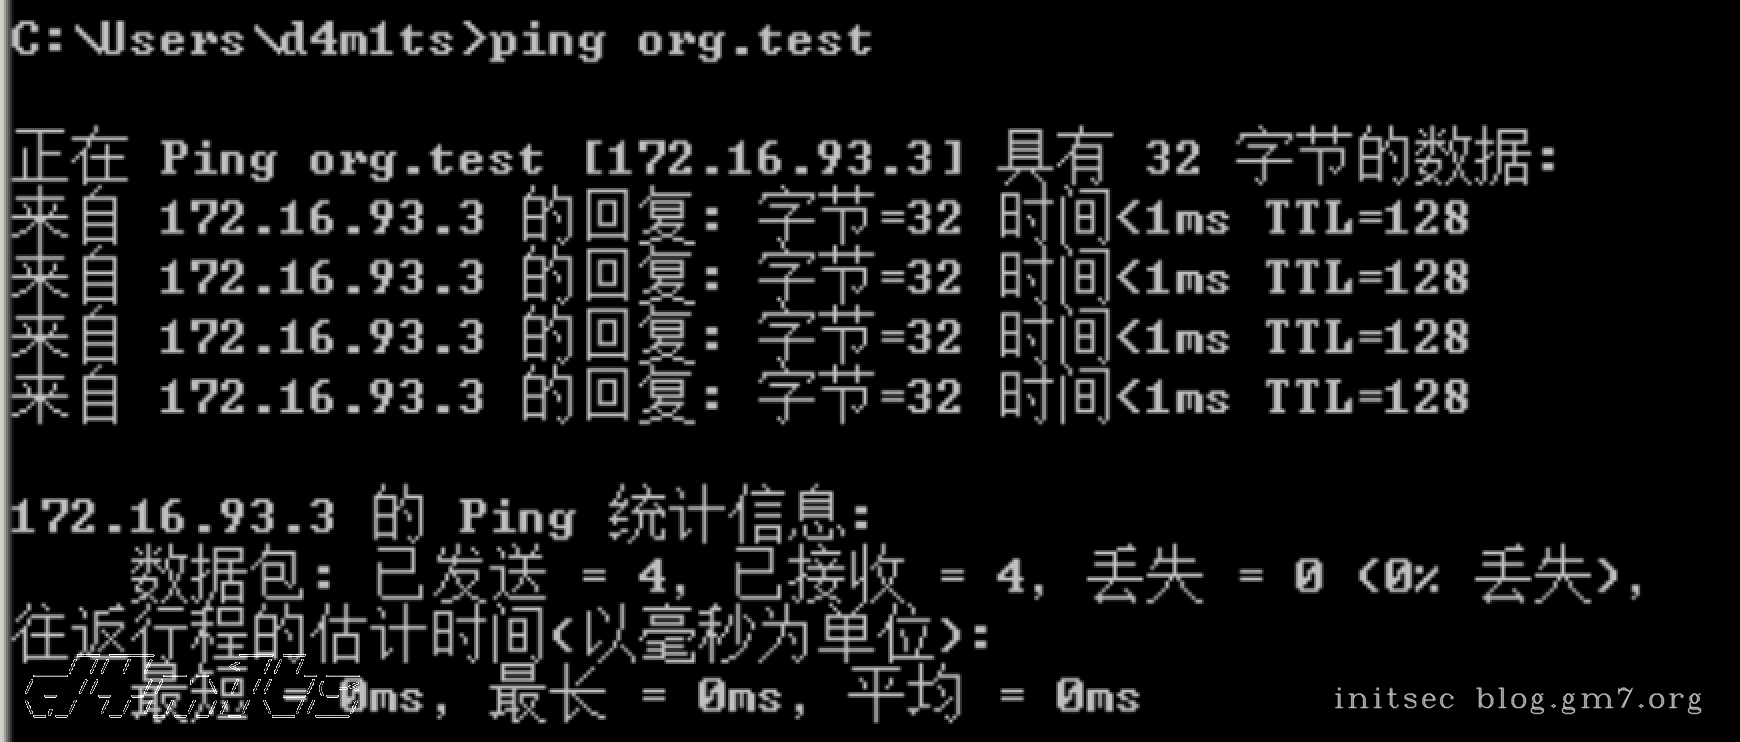 C:\Users\d4m1ts>ping org.test
正在 Ping org.test [172.16.93.3] 具有 32 字节的数据:
来自 172.16.93.3 的回复: 字节=32 时间<1ms TTL=128
来自 172.16.93.3 的回复: 字节=32 时间<1ms TTL=128
来自 172.16.93.3 的回复: 字节=32 时间<1ms TTL=128
来自 172.16.93.3 的回复: 字节=32 时间<1ms TTL=128
172.16.93.3 的 Ping 统计信息:
数据包: 已发送 = 4, 已接收 = 4, 丢失 = 0 (0% 丢失),
往返行程的估计时间(以毫秒为单位):
最短 = 0ms, 最长 = 0ms, 平均 = 0ms
initsec blog.gm7.org